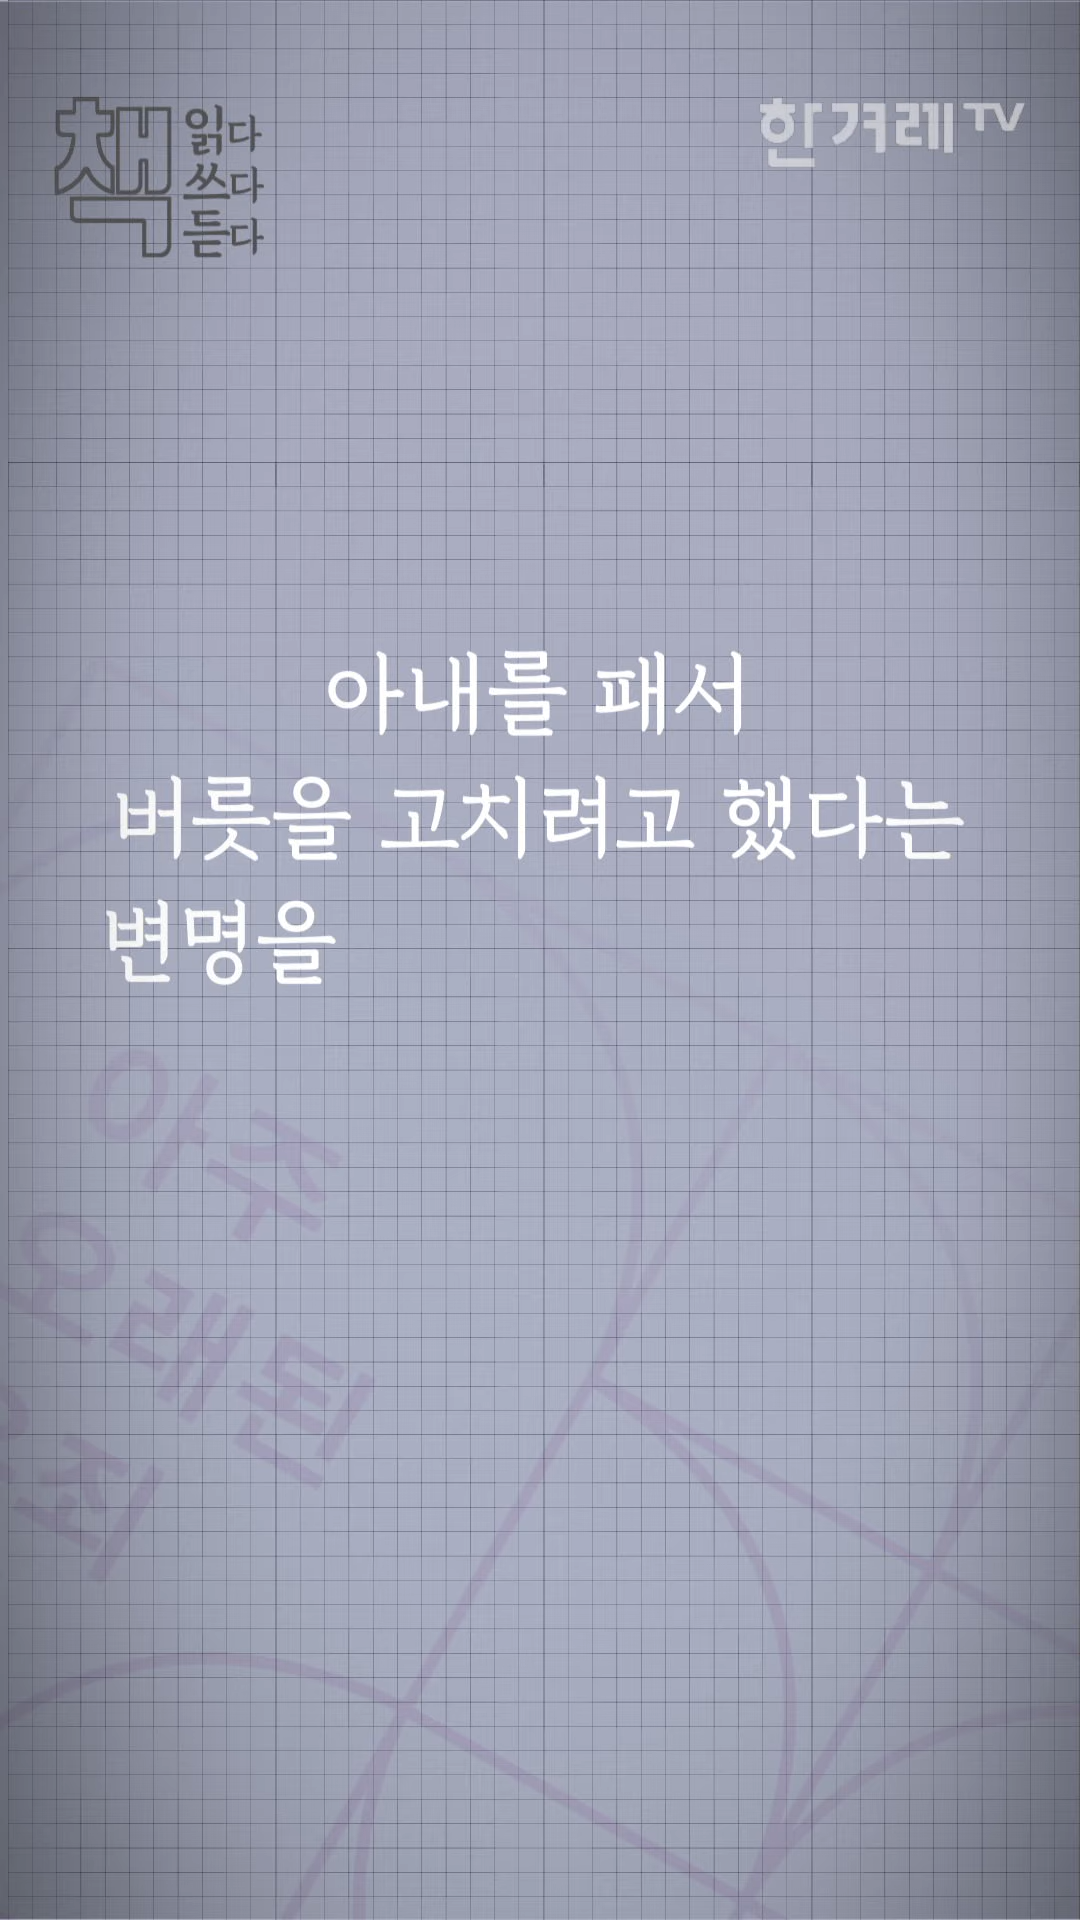 책 읽다
쓰다
듣다
한겨레TV
아내를 패서
버릇을 고치려고 했다는
변명을
아주
오래된
죄